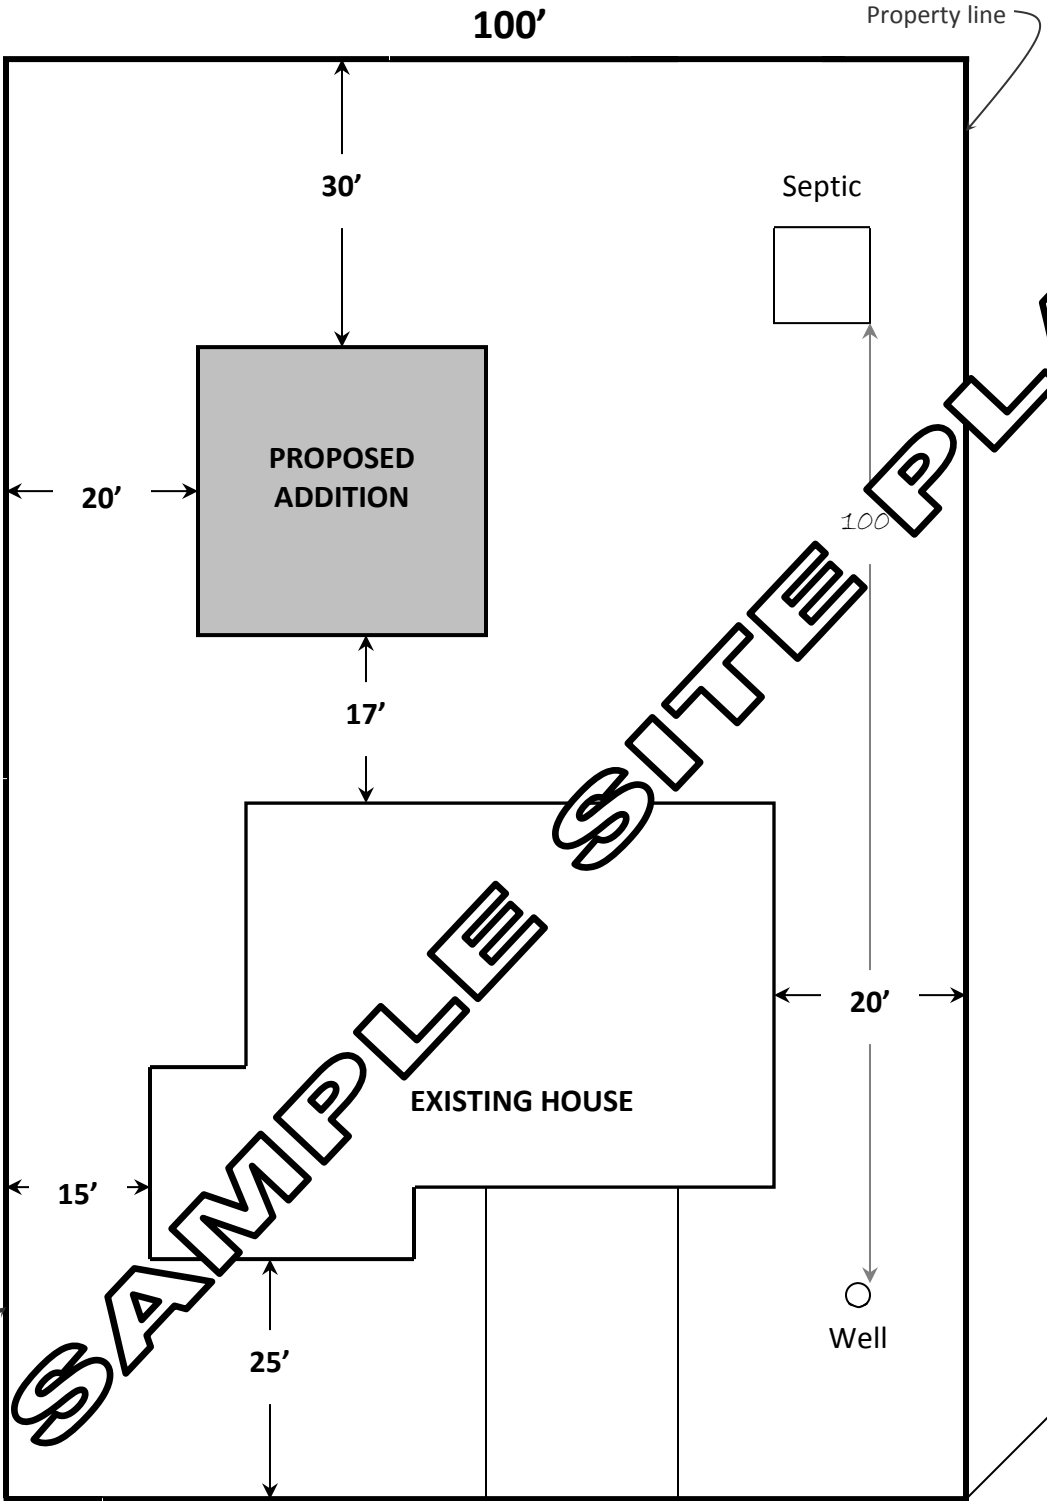 100’
Property line
30’
Septic
PROPOSED
ADDITION
20’
100
17’
20’
EXISTING HOUSE
15’
Well
25’
SAMPLE SITE PL